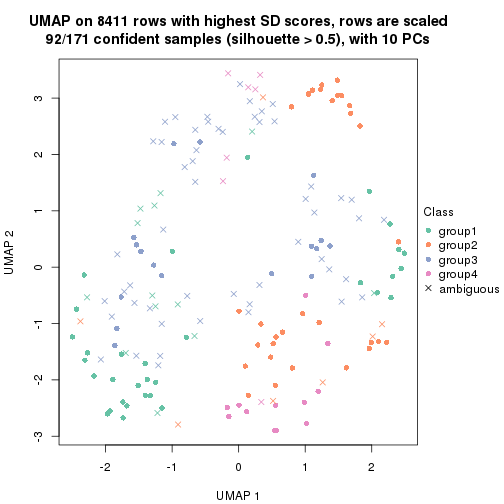 UMAP on 8411 rows with highest SD scores, rows are scaled
92/171 confident samples (silhouette > 0.5), with 10 PCs
3
2
1
0
-1
-2
-3
UMAP 2
-2
-1
0
1
2
UMAP 1
Class
group1
group2
group3
group4
ambiguous